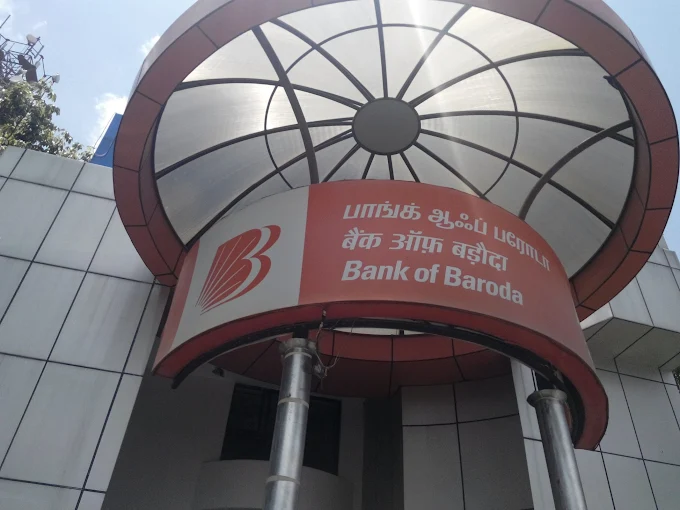 பாங்க் ஆஃப் பரோடா
बैंक ऑफ़ बड़ौदा
Bank of Baroda